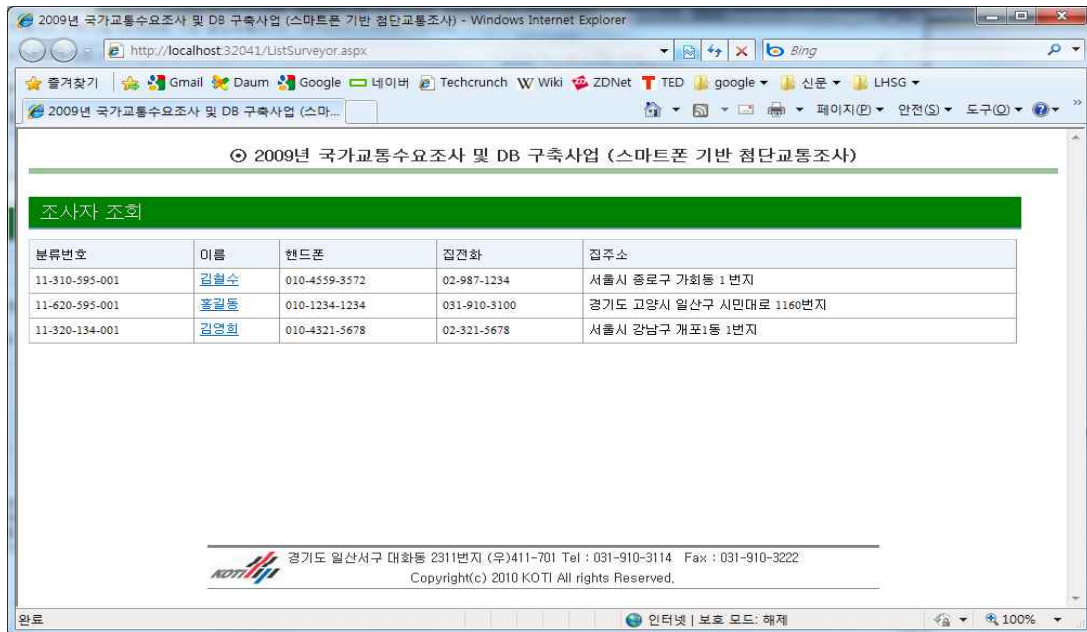 2009년 국가교통수요조사 및 DB 구축사업 (스마트폰 기반 첨단교통조사) - Windows Internet Explorer
http://localhost:32041/ListSurveyor.aspx Bing
즐겨찾기 Gmail Daum Google 네이버 Techcrunch W Wiki ZDNet TED google 신문 LHSG
2009년 국가교통수요조사 및 DB 구축사업 (스마... 페이지(P) 안전(S) 도구(O)
⊙ 2009년 국가교통수요조사 및 DB 구축사업 (스마트폰 기반 첨단교통조사)
조사자 조회
분류번호 이름 핸드폰 집전화 집주소
11-310-595-001 김철수 010-4559-3572 02-987-1234 서울시 종로구 가회동 1 번지
11-620-595-001 홍길동 010-1234-1234 031-910-3100 경기도 고양시 일산구 시민대로 1160번지
11-320-134-001 김영희 010-4321-5678 02-321-5678 서울시 강남구 개포1동 1번지
KOTI 경기도 일산서구 대화동 2311번지 (우)411-701 Tel : 031-910-3114 Fax : 031-910-3222
Copyright(c) 2010 KOTI All rights Reserved.
완료 인터넷 | 보호 모드: 해제 100%